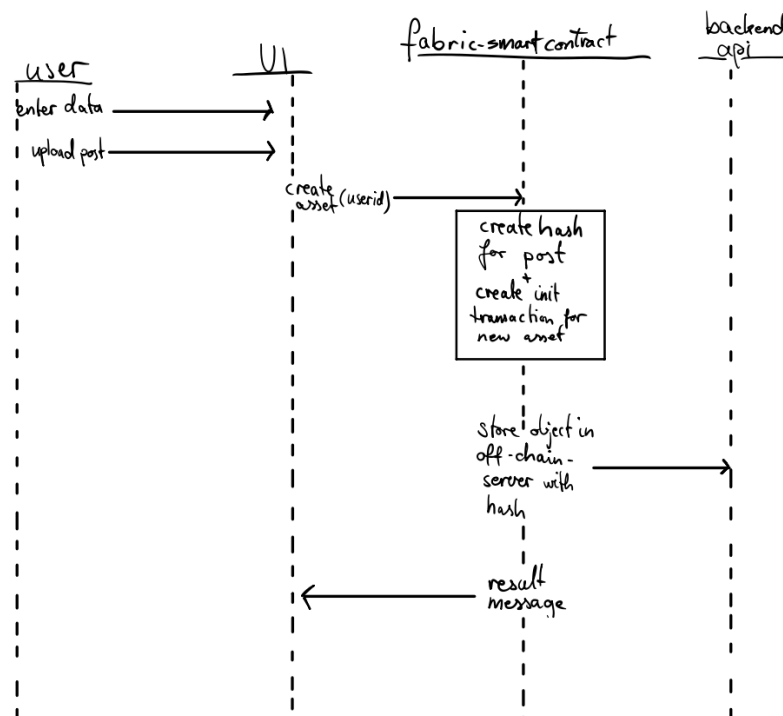 user
UI
fabric-smartcontract
backend
api
enter data
upload post
create
asset (userid)
create hash
for post
+
create init
transaction for
new asset
store object in
off-chain-
server with
hash
result
message